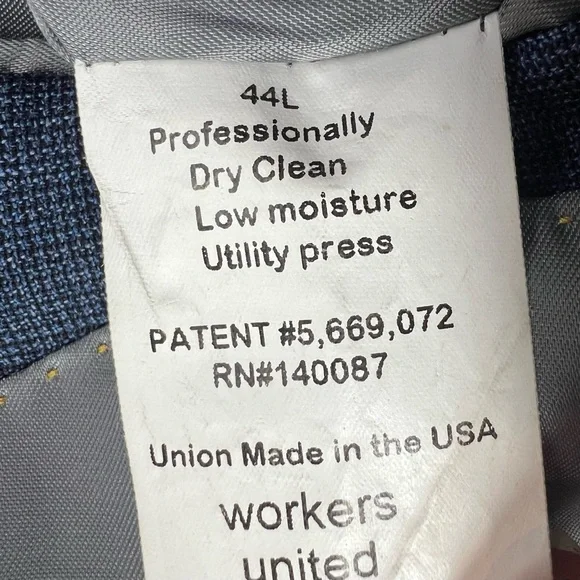 44L
Professionally
Dry Clean
Low moisture
Utility press
PATENT #5,669,072
RN#140087
Union Made in the USA
workers
united